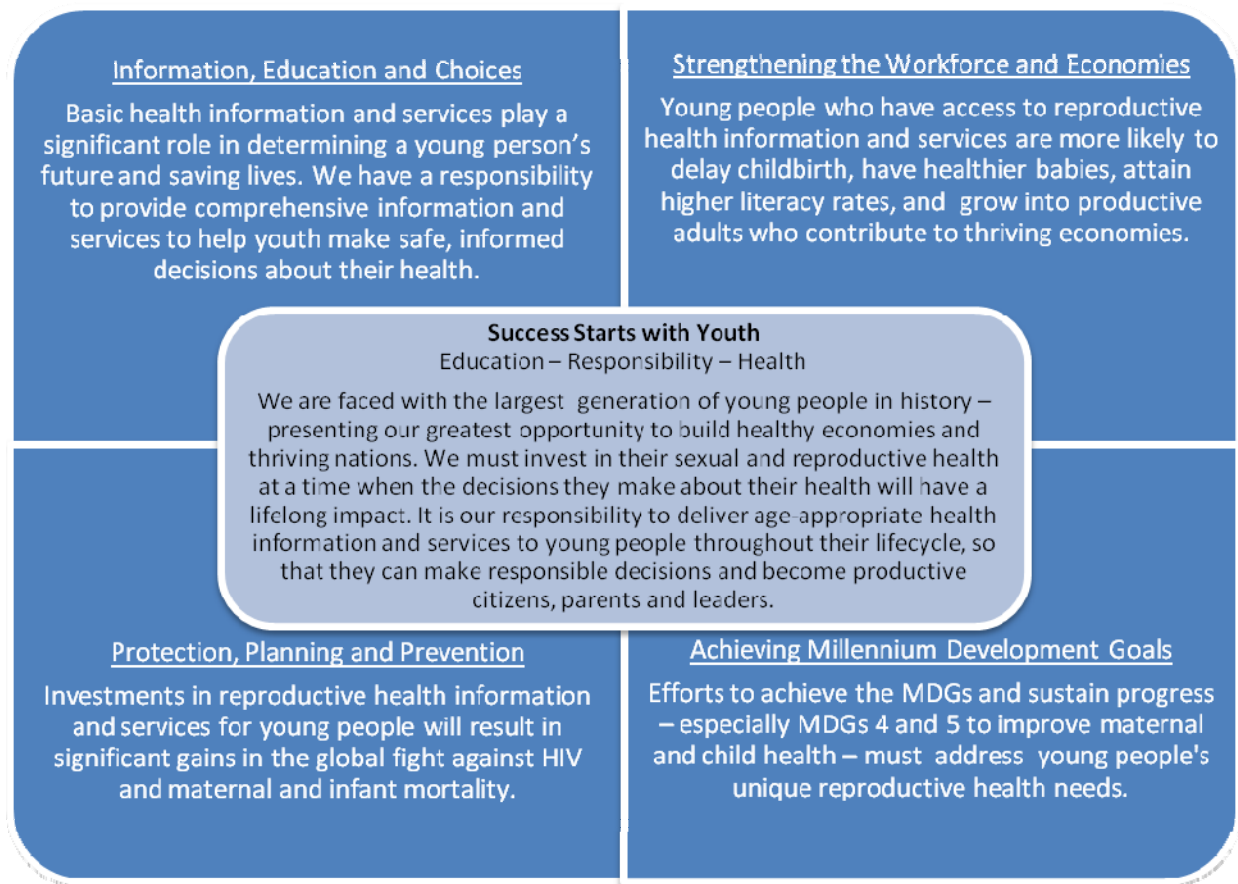 Information, Education and Choices
Basic health information and services play a
significant role in determining a young person's
future and saving lives. We have a responsibility
to provide comprehensive information and
services to help youth make safe, informed
decisions about their health.
Strengthening the Workforce and Economies
Young people who have access to reproductive
health information and services are more likely to
delay childbirth, have healthier babies, attain
higher literacy rates, and grow into productive
adults who contribute to thriving economies.
Success Starts with Youth
Education – Responsibility – Health
We are faced with the largest generation of young people in history –
presenting our greatest opportunity to build healthy economies and
thriving nations. We must invest in their sexual and reproductive health
at a time when the decisions they make about their health will have a
lifelong impact. It is our responsibility to deliver age-appropriate health
information and services to young people throughout their lifecycle, so
that they can make responsible decisions and become productive
citizens, parents and leaders.
Protection, Planning and Prevention
Investments in reproductive health information
and services for young people will result in
significant gains in the global fight against HIV
and maternal and infant mortality.
Achieving Millennium Development Goals
Efforts to achieve the MDGs and sustain progress
– especially MDGs 4 and 5 to improve maternal
and child health – must address young people's
unique reproductive health needs.